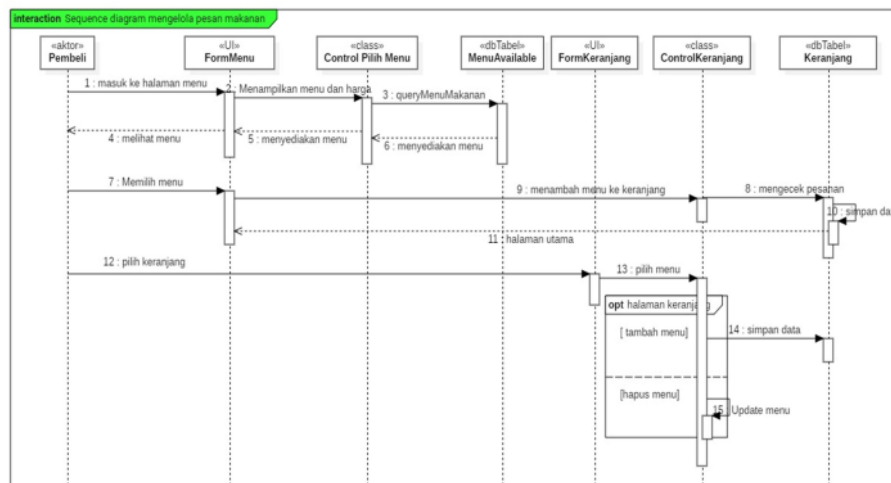 interaction Sequence diagram mengelola pesan makanan
«aktor»
Pembeli
«UI»
FormMenu
«class»
Control Pilih Menu
«dbTabel»
MenuAvailable
«UI»
FormKeranjang
«class»
ControlKeranjang
«dbTabel»
Keranjang
1 : masuk ke halaman menu
2 : Menampilkan menu dan harga
3 : queryMenuMakanan
4 : melihat menu
5 : menyediakan menu
6 : menyediakan menu
7 : Memilih menu
9 : menambah menu ke keranjang
8 : mengecek pesanan
10 : simpan da
11 : halaman utama
12 : pilih keranjang
13 : pilih menu
opt halaman keranjang
[ tambah menu]
14 : simpan data
[hapus menu]
15 : Update menu